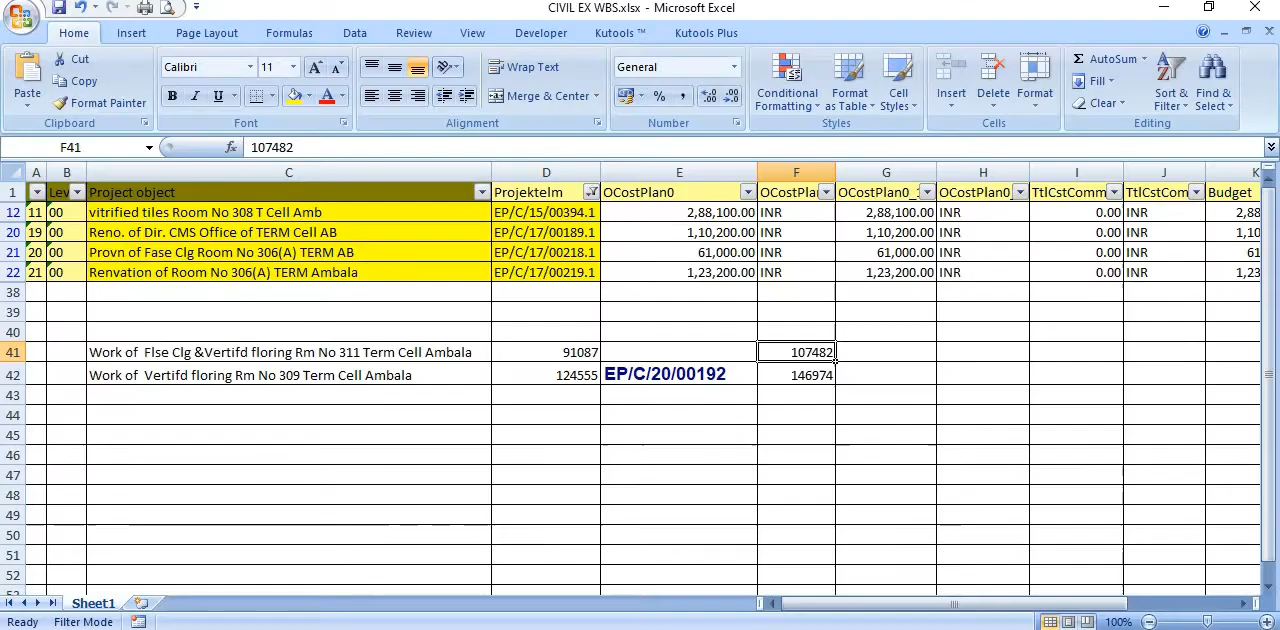 CIVIL EX WBS.xlsx - Microsoft Excel
Home Insert Page Layout Formulas Data Review View Developer Kutools ™ Kutools Plus
Paste Cut Copy Format Painter Clipboard
Calibri 11 A A B I U A Font
Wrap Text Merge & Center Alignment
General % , .00 .0 Number
Conditional Formatting Format as Table Cell Styles Styles
Insert Delete Format Cells
Σ AutoSum Fill Clear Sort & Filter Find & Select Editing
F41 fx 107482
A B C D E F G H I J K
1 Lev Project object Projektelm OCostPlan0 OCostPla OCostPlan0_ OCostPlan0_ TtlCstComm TtlCstCom Budget
12 11 00 vitrified tiles Room No 308 T Cell Amb EP/C/15/00394.1 2,88,100.00 INR 2,88,100.00 INR 0.00 INR 2,88
20 19 00 Reno. of Dir. CMS Office of TERM Cell AB EP/C/17/00189.1 1,10,200.00 INR 1,10,200.00 INR 0.00 INR 1,10
21 20 00 Provn of Fase Clg Room No 306(A) TERM AB EP/C/17/00218.1 61,000.00 INR 61,000.00 INR 0.00 INR 61
22 21 00 Renvation of Room No 306(A) TERM Ambala EP/C/17/00219.1 1,23,200.00 INR 1,23,200.00 INR 0.00 INR 1,23
38
39
40
41 Work of Flse Clg &Vertifd floring Rm No 311 Term Cell Ambala 91087 107482
42 Work of Vertifd floring Rm No 309 Term Cell Ambala 124555 EP/C/20/00192 146974
43
44
45
46
47
48
49
50
51
52
Sheet1
Ready Filter Mode 100%